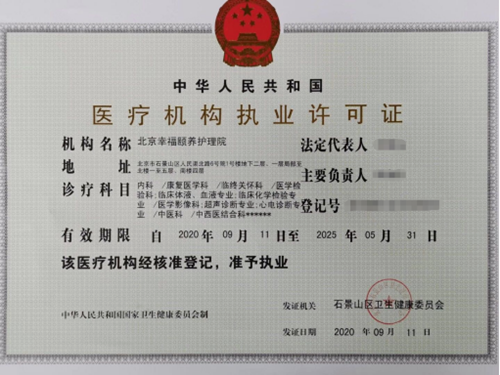 中华人民共和国
医疗机构执业许可证
机构名称 北京幸福颐养护理院 法定代表人
地址 北京市石景山区人民渠北路6号院1号楼地下二层、一层局部至
北楼一至五层、南楼四层 主要负责人
诊疗科目 内科 /康复医学科 /临终关怀科 /医学检
验科;临床体液、血液专业;临床化学检验专
业 /医学影像科;超声诊断专业;心电诊断专业
/中医科 /中西医结合科******
登记号
有效期限 自 2020 年 09 月 11 日至 2025 年 05 月 31 日
该医疗机构经核准登记，准予执业
发证机关 石景山区卫生健康委员会
中华人民共和国国家卫生健康委员会制
发证日期 2020 年 09 月 11 日